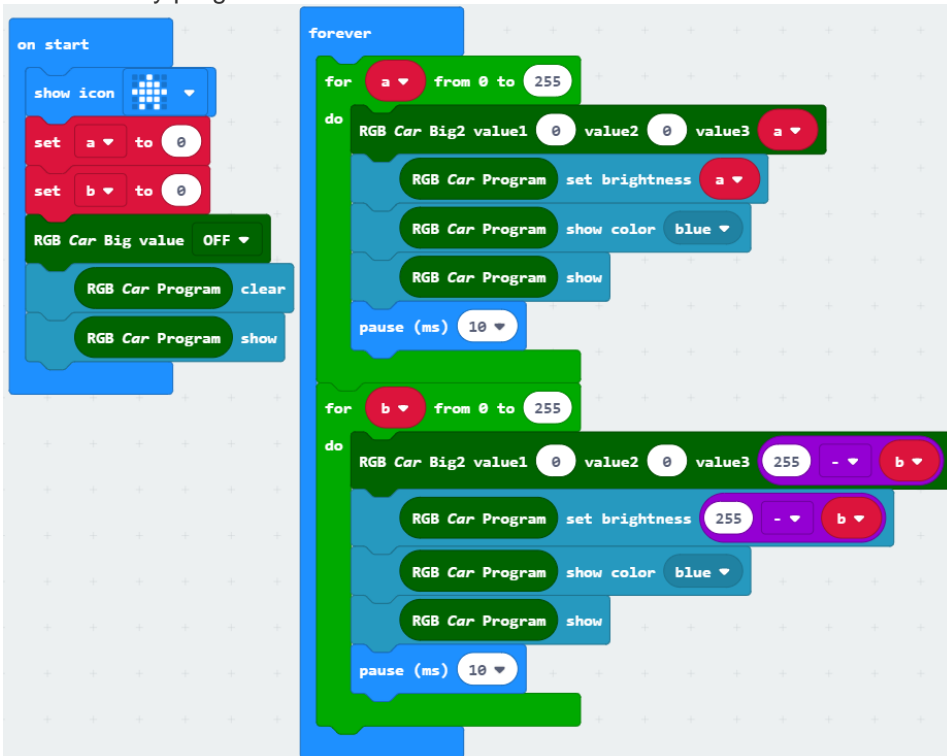 on start
show icon
set a to 0
set b to 0
RGB Car Big value OFF
RGB Car Program clear
RGB Car Program show
forever
for a from 0 to 255
do
RGB Car Big2 value1 0 value2 0 value3 a
RGB Car Program set brightness a
RGB Car Program show color blue
RGB Car Program show
pause (ms) 10
for b from 0 to 255
do
RGB Car Big2 value1 0 value2 0 value3 255 - b
RGB Car Program set brightness 255 - b
RGB Car Program show color blue
RGB Car Program show
pause (ms) 10